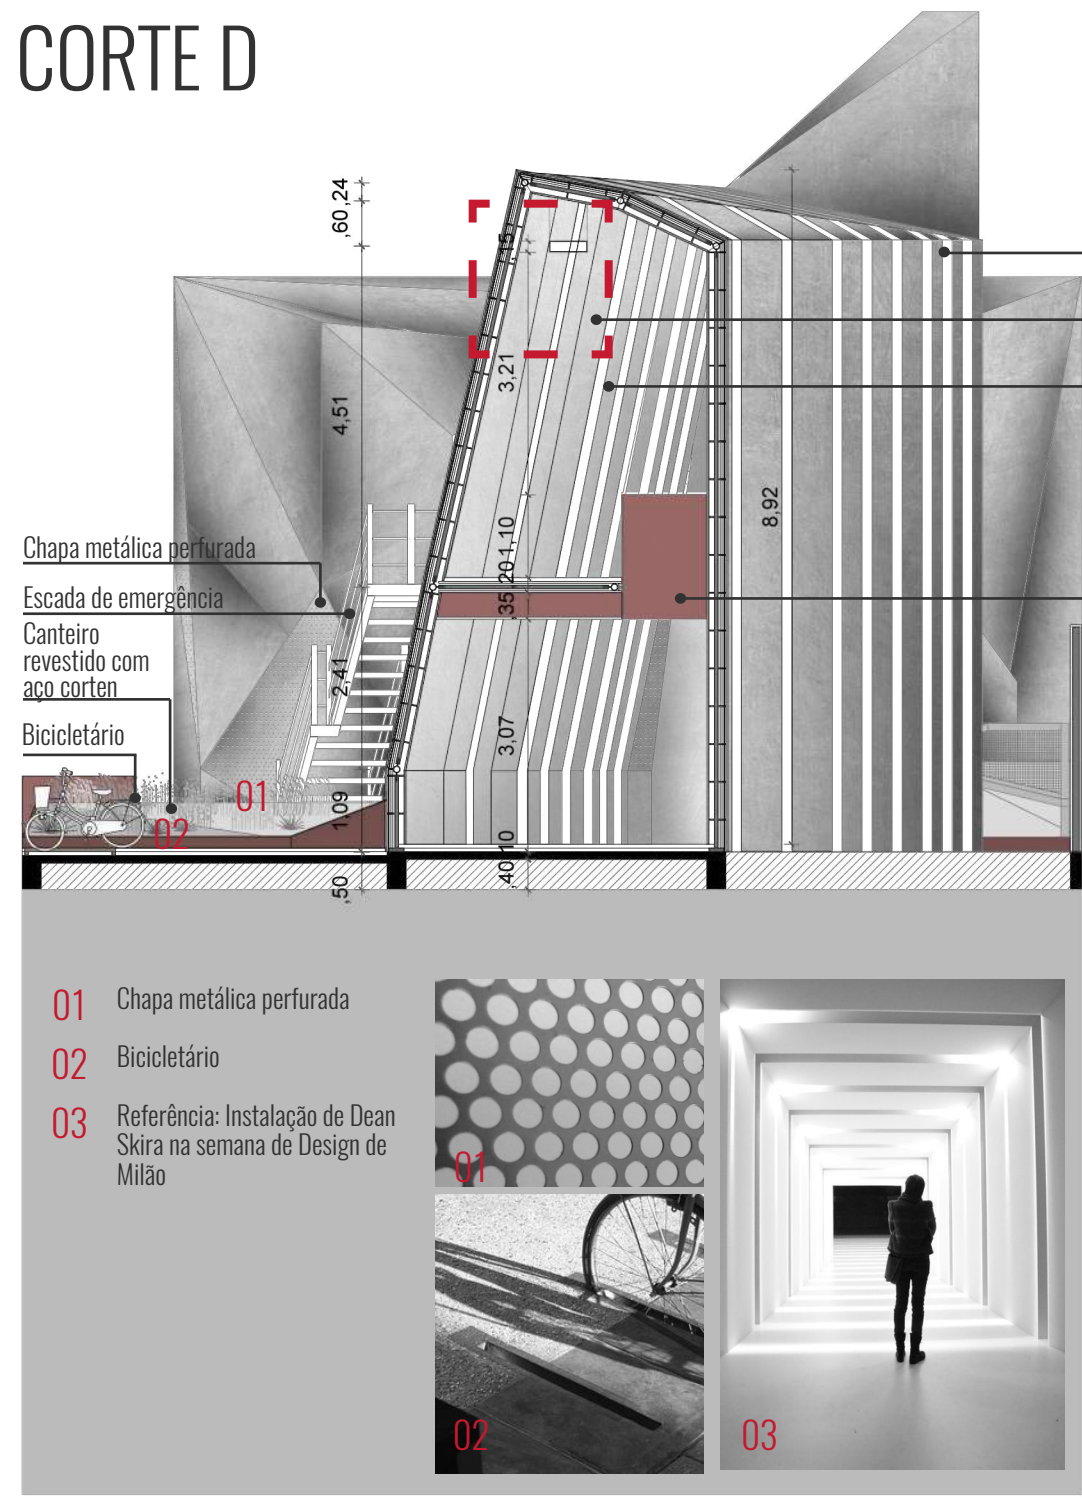 CORTE D
,60,24
4,51
2,41
1,09
,50
,15
3,21
,35,201,10
3,07
,40
10
8,92
Chapa metálica perfurada
Escada de emergência
Canteiro
revestido com
aço corten
Bicicletário
01
02
01 Chapa metálica perfurada
02 Bicicletário
03 Referência: Instalação de Dean
Skira na semana de Design de
Milão
01
02
03